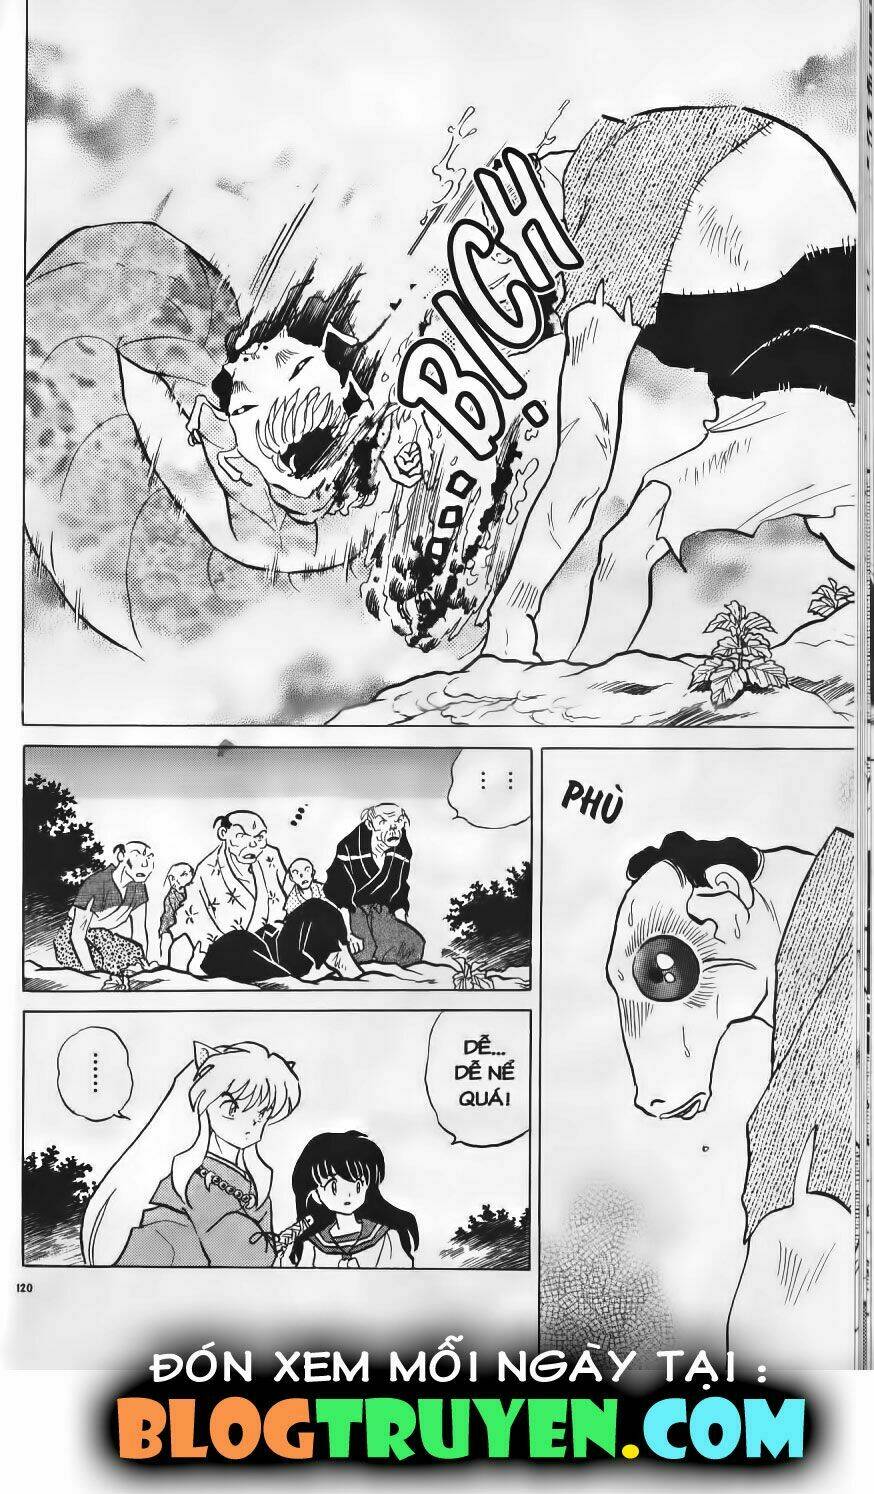 BỊCH
....
......
...
PHÙ
DỄ...
DỄ NỂ
QUÁ!
......
120
ĐÓN XEM MỖI NGÀY TẠI :
BLOGTRUYEN.COM